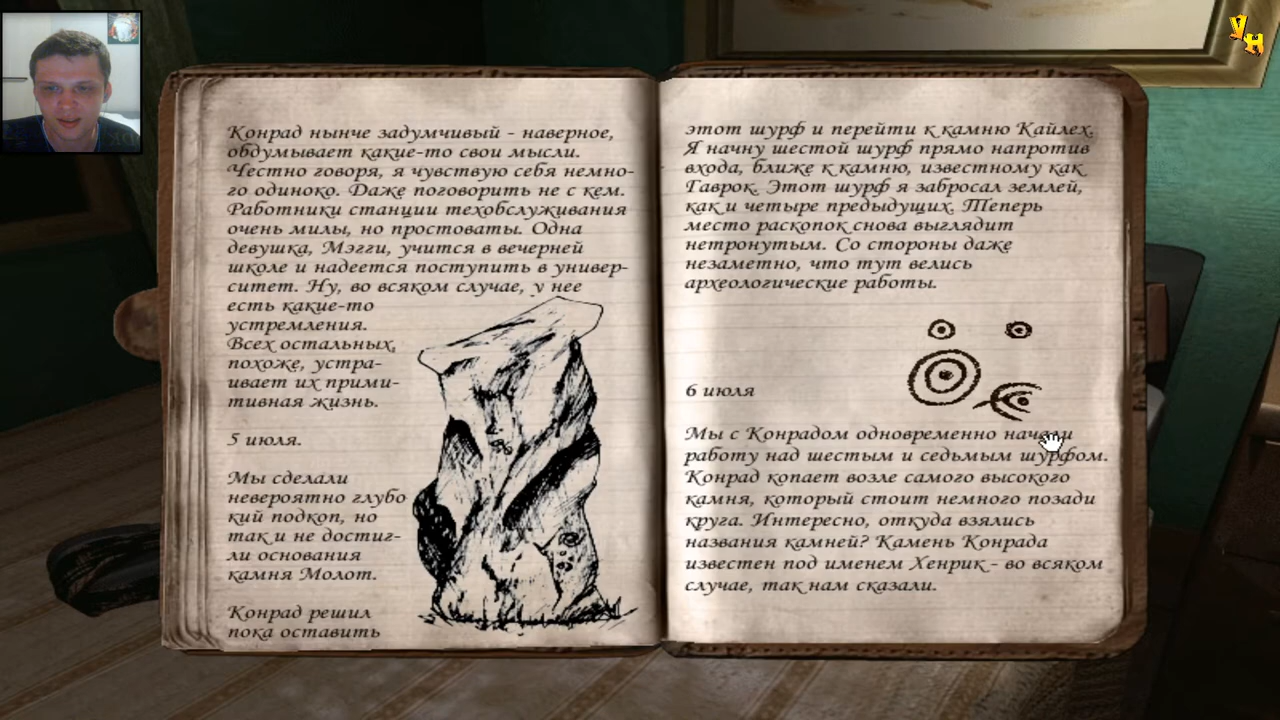 Конрад нынче задумчивый - наверное,
обдумывает какие-то свои мысли.
Честно говоря, я чувствую себя немно-
го одиноко. Даже поговорить не с кем.
Работники станции техобслуживания
очень милы, но простоваты. Одна
девушка, Мэгги, учится в вечерней
школе и надеется поступить в универ-
ситет. Ну, во всяком случае, у нее
есть какие-то
устремления.
Всех остальных,
похоже, устра-
ивает их прими-
тивная жизнь.
5 июля.
Мы сделали
невероятно глубо
кий подкоп, но
так и не достиг-
ли основания
камня Молот.
Конрад решил
пока оставить
этот шурф и перейти к камню Кайлех.
Я начну шестой шурф прямо напротив
входа, ближе к камню, известному как
Гаврок. Этот шурф я забросал землей,
как и четыре предыдущих. Теперь
место раскопок снова выглядит
нетронутым. Со стороны даже
незаметно, что тут велись
археологические работы.
6 июля
Мы с Конрадом одновременно начали
работу над шестым и седьмым шурфом.
Конрад копает возле самого высокого
камня, который стоит немного позади
круга. Интересно, откуда взялись
названия камней? Камень Конрада
известен под именем Хенрик - во всяком
случае, так нам сказали.
УН